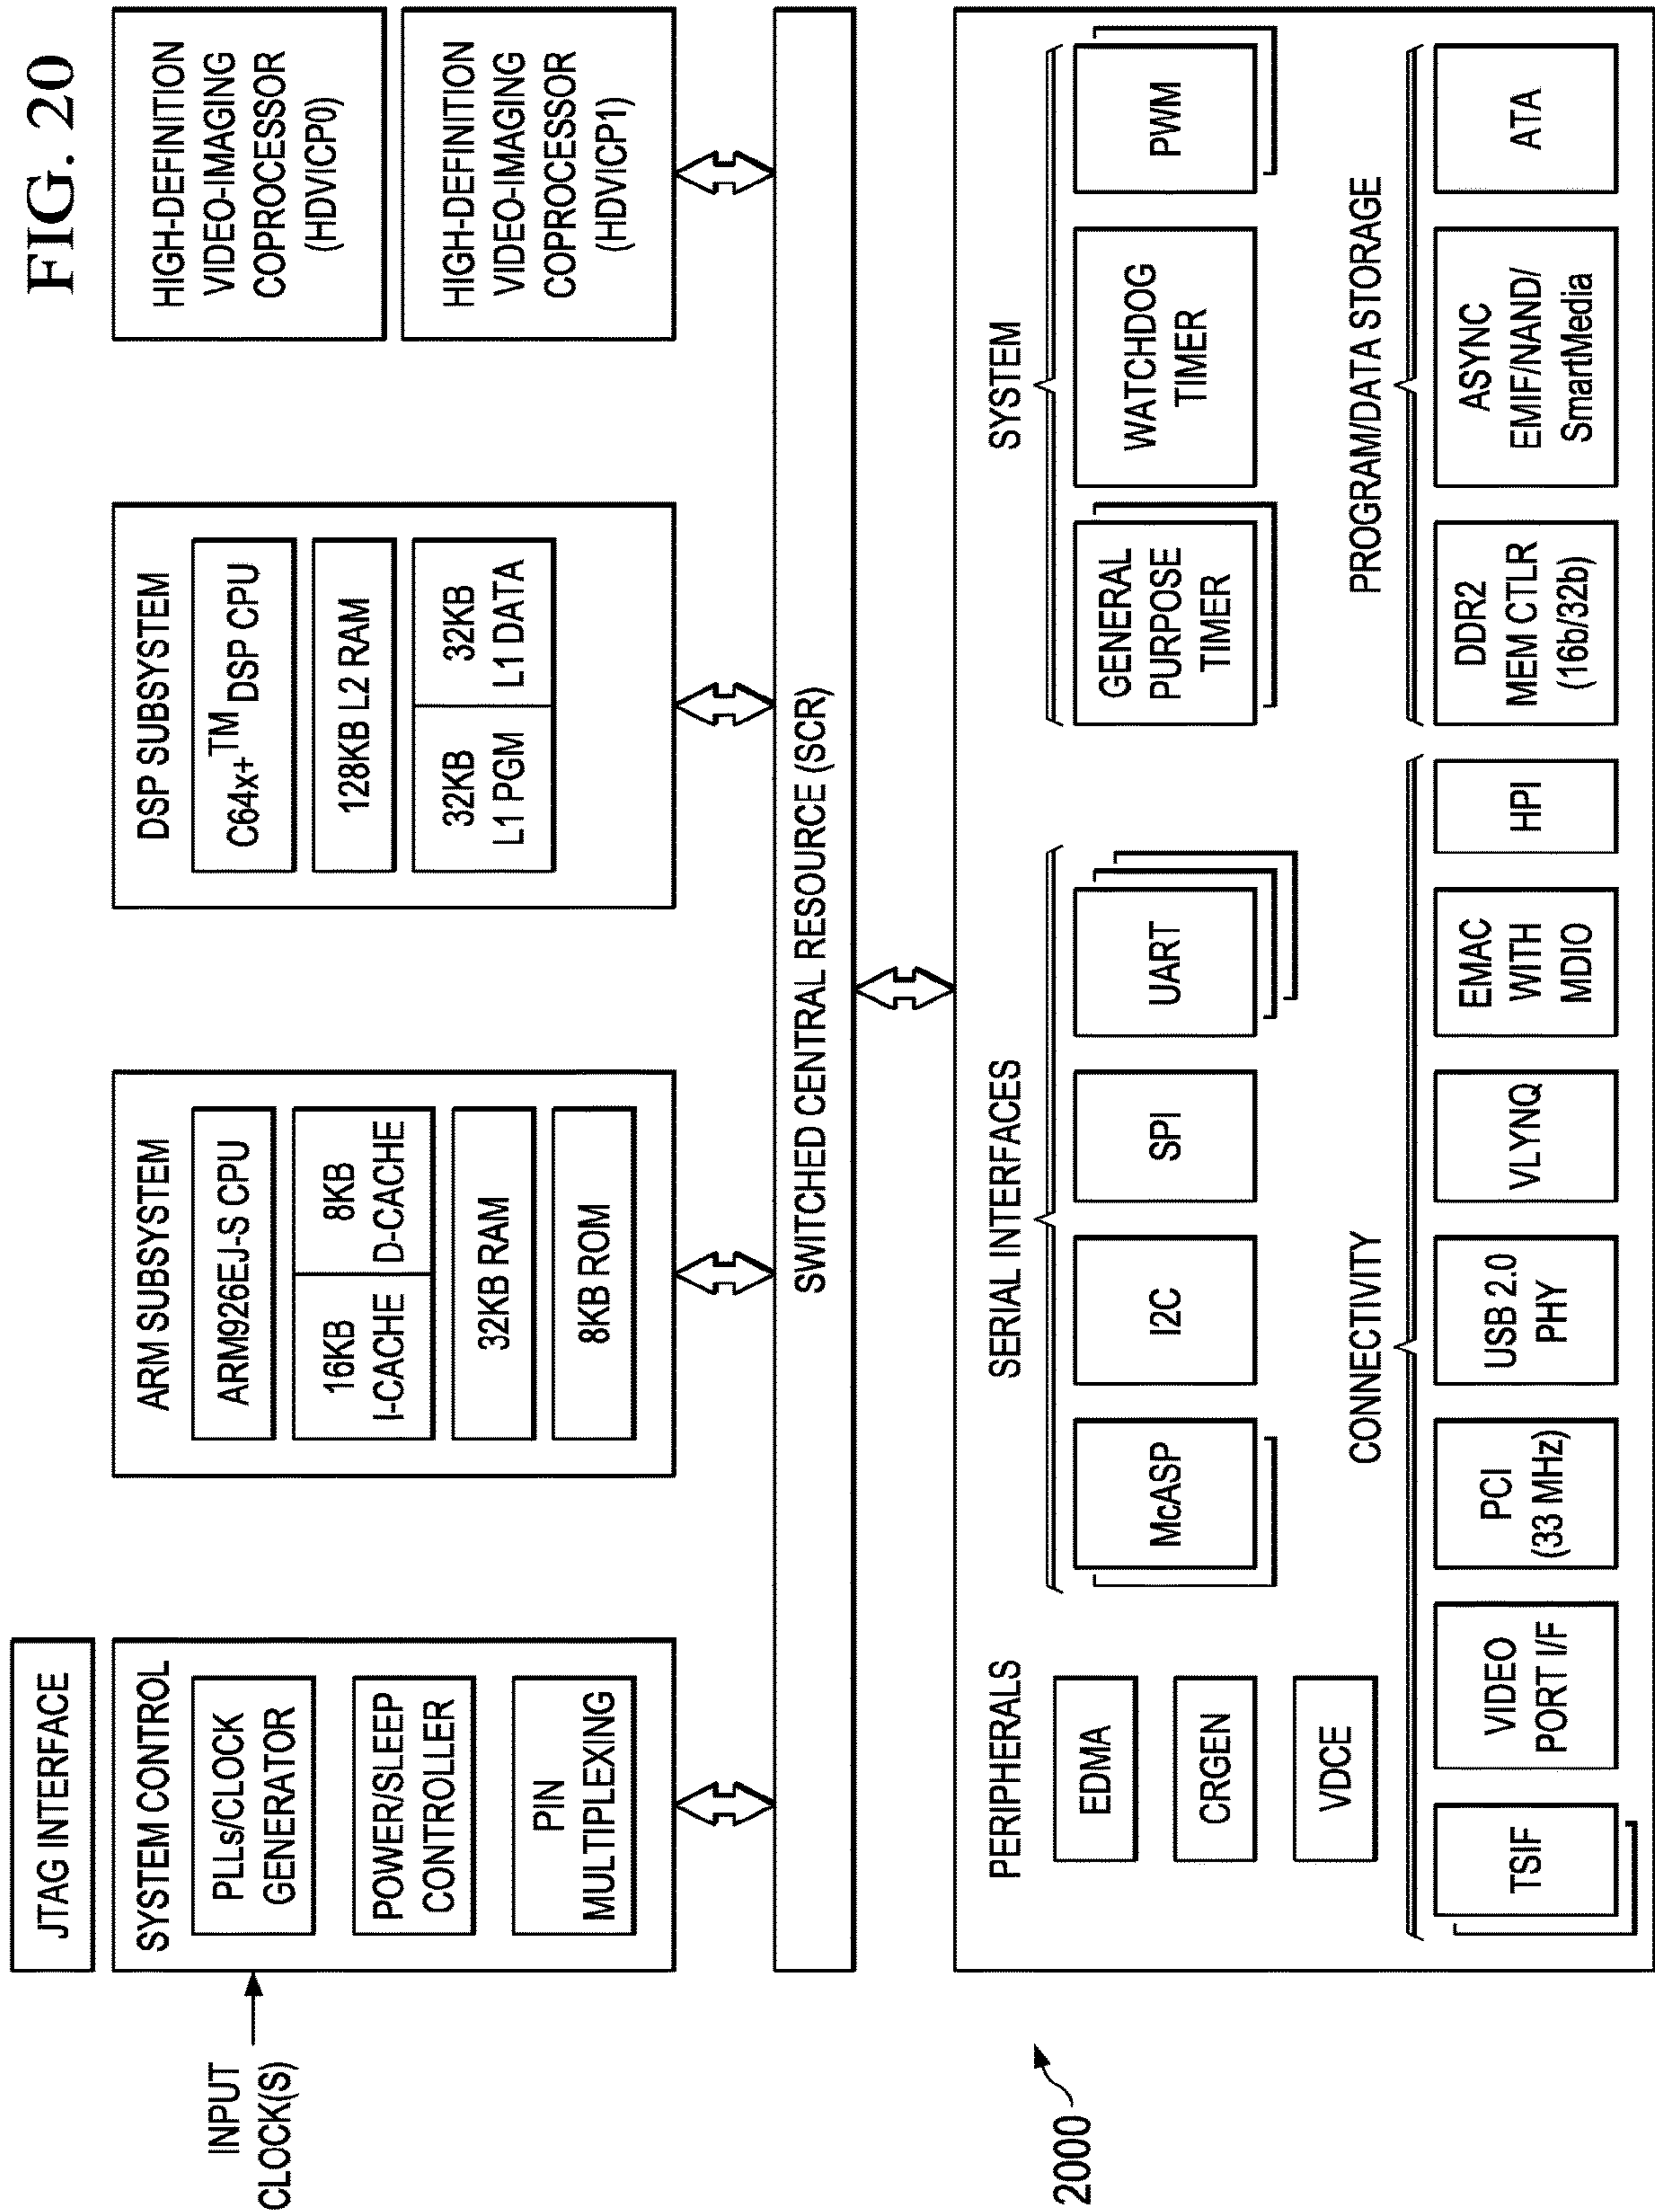 FIG. 20
JTAG INTERFACE
INPUT
CLOCK(S)
SYSTEM CONTROL
PLLs/CLOCK
GENERATOR
POWER/SLEEP
CONTROLLER
PIN
MULTIPLEXING
ARM SUBSYSTEM
ARM926EJ-S CPU
16KB
I-CACHE
8KB
D-CACHE
32KB RAM
8KB ROM
DSP SUBSYSTEM
C64x+™ DSP CPU
128KB L2 RAM
32KB
L1 PGM
32KB
L1 DATA
HIGH-DEFINITION
VIDEO-IMAGING
COPROCESSOR
(HDVICP0)
HIGH-DEFINITION
VIDEO-IMAGING
COPROCESSOR
(HDVICP1)
SWITCHED CENTRAL RESOURCE (SCR)
2000
PERIPHERALS
EDMA
CRGEN
VDCE
SERIAL INTERFACES
McASP
I2C
SPI
UART
SYSTEM
GENERAL
PURPOSE
TIMER
WATCHDOG
TIMER
PWM
CONNECTIVITY
TSIF
VIDEO
PORT I/F
PCI
(33 MHz)
USB 2.0
PHY
VLYNQ
EMAC
WITH
MDIO
HPI
PROGRAM/DATA STORAGE
DDR2
MEM CTLR
(16b/32b)
ASYNC
EMIF/NAND/
SmartMedia
ATA